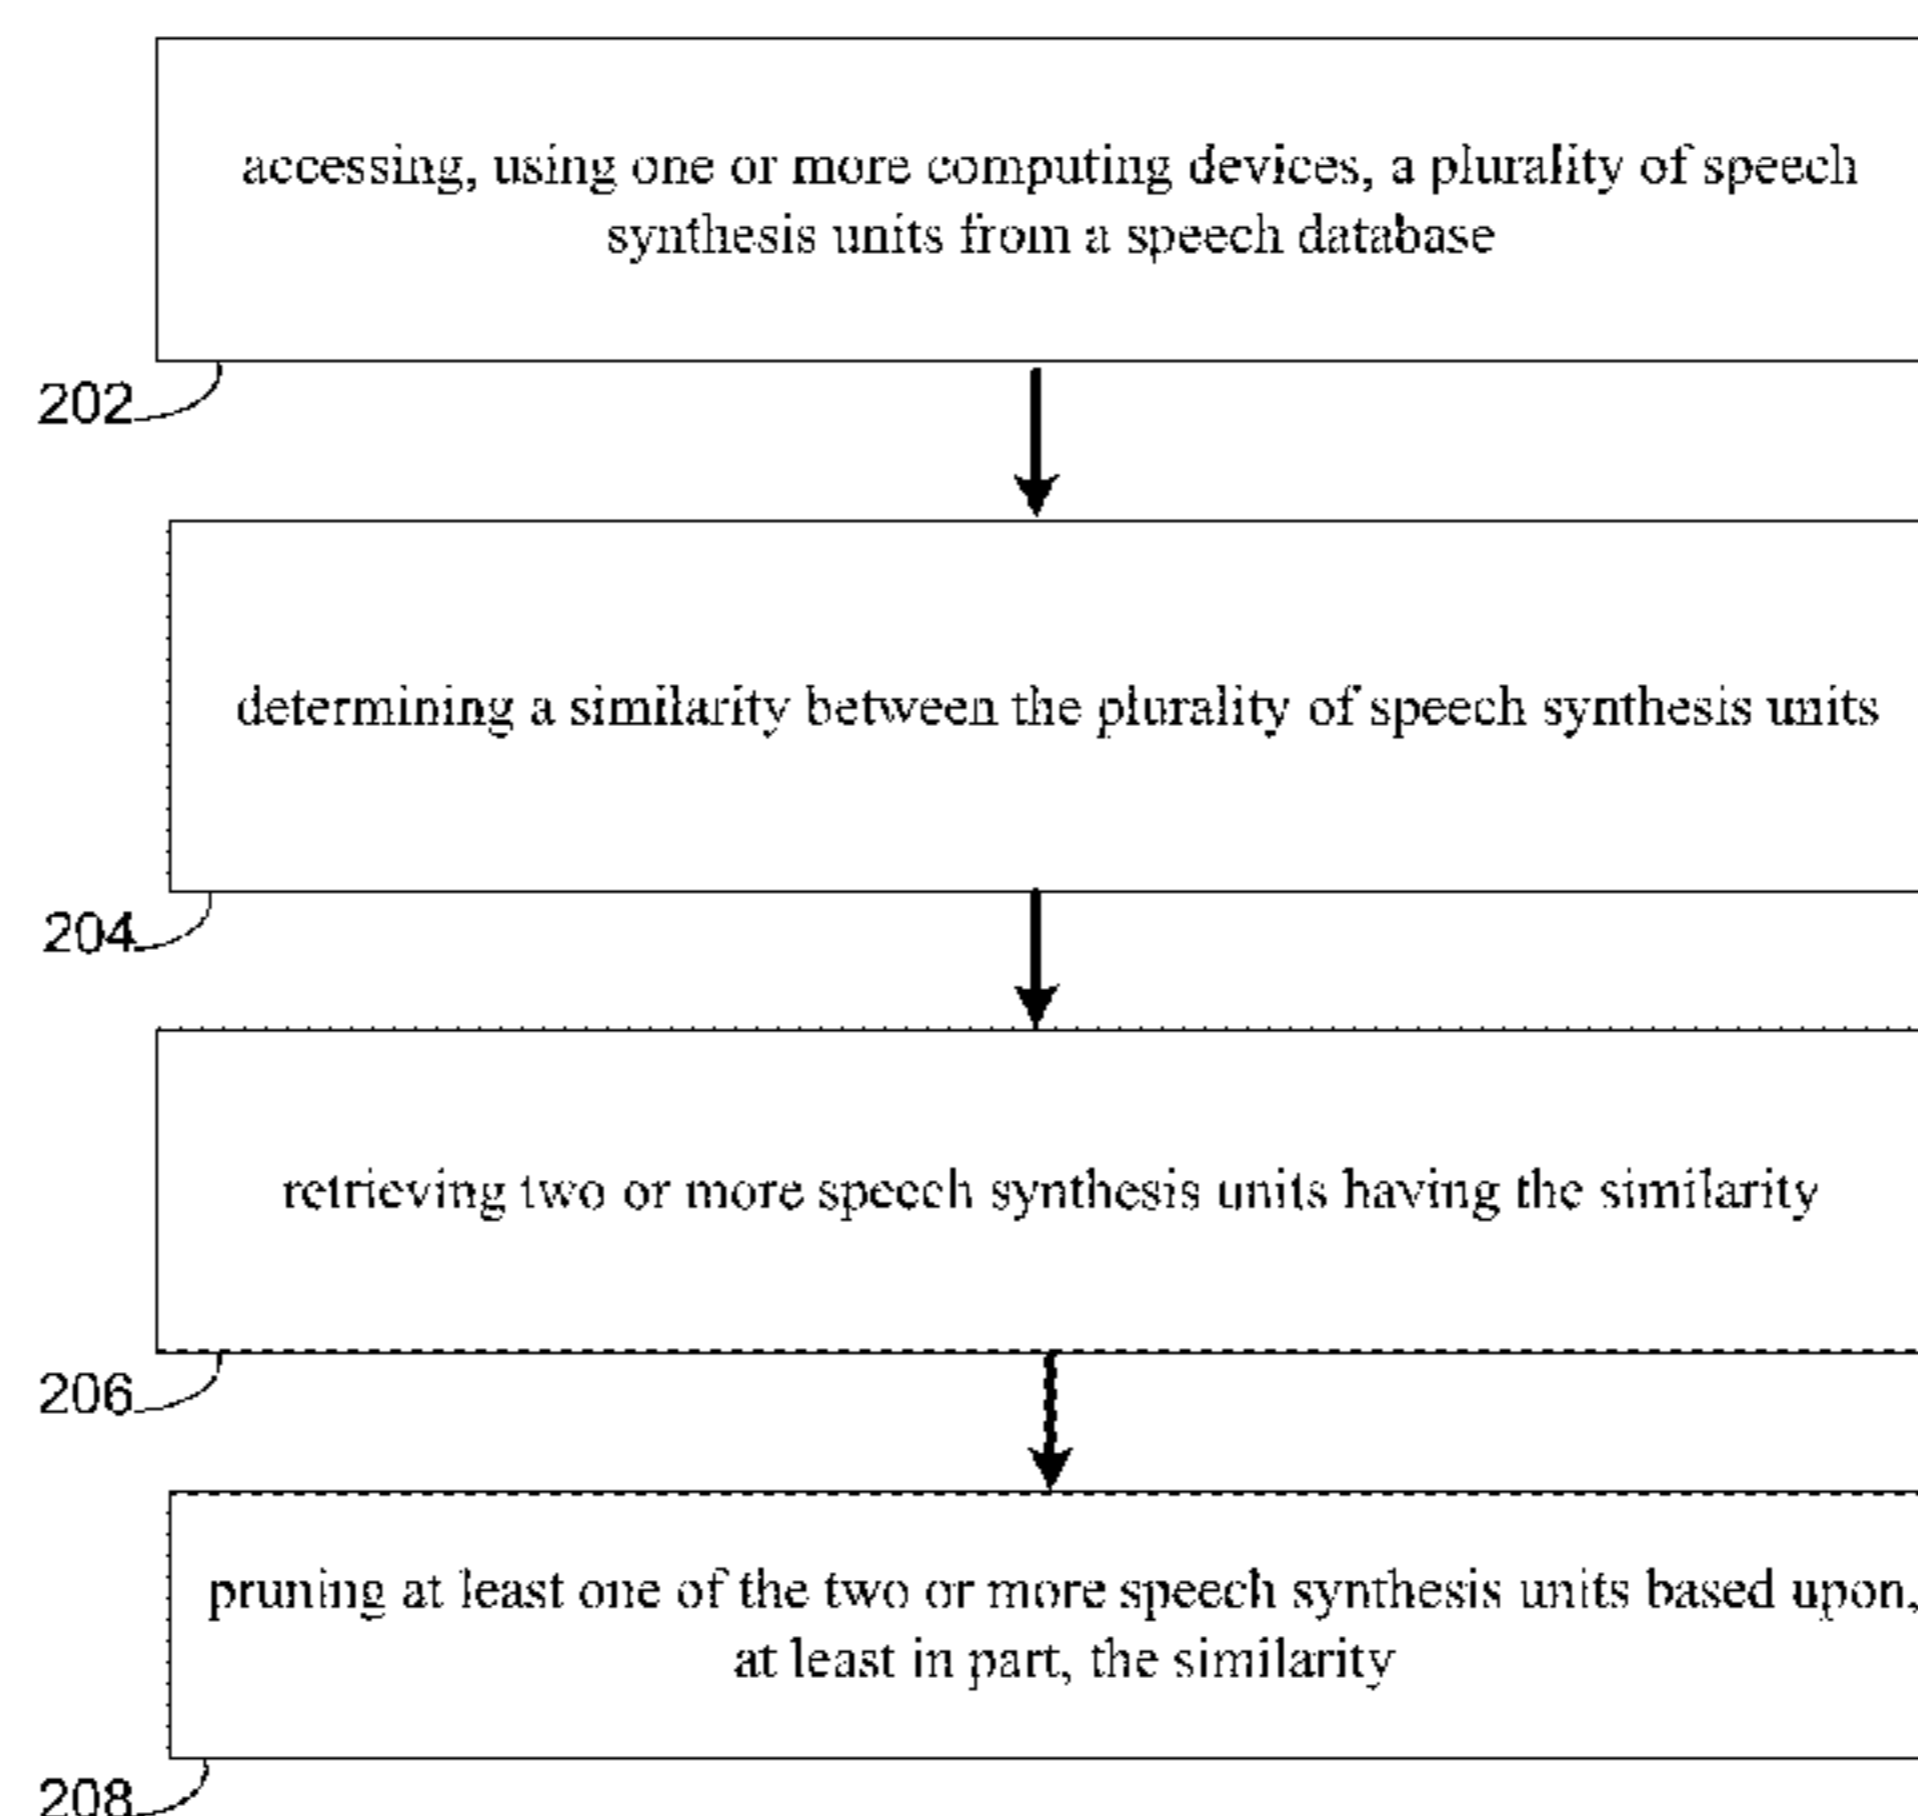 accessing, using one or more computing devices, a plurality of speech
synthesis units from a speech database
202
determining a similarity between the plurality of speech synthesis units
204
retrieving two or more speech synthesis units having the similarity
206
pruning at least one of the two or more speech synthesis units based upon,
at least in part, the similarity
208